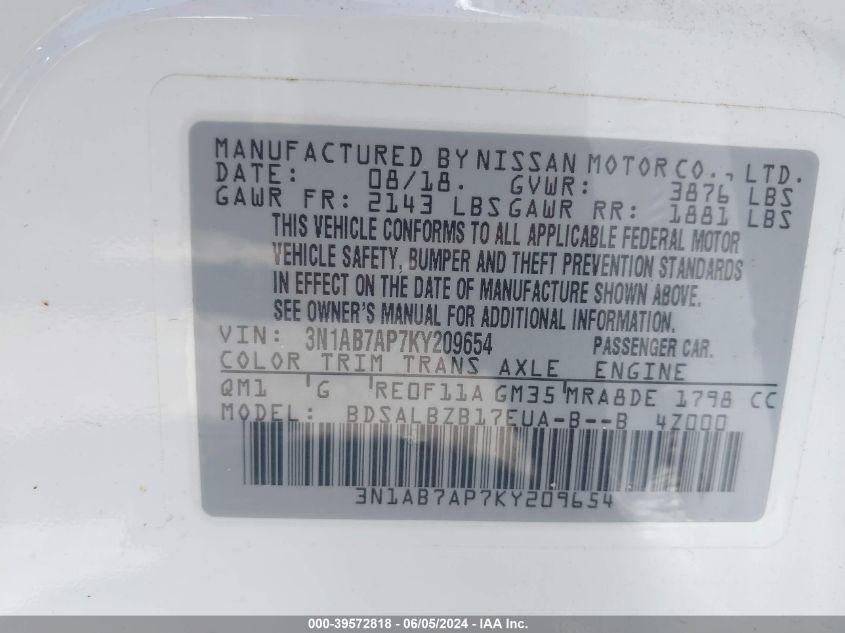 MANUFACTURED BY NISSAN MOTOR CO., LTD.
DATE: 08/18. GVWR: 3876 LBS
GAWR FR: 2143 LBS GAWR RR: 1881 LBS
THIS VEHICLE CONFORMS TO ALL APPLICABLE FEDERAL MOTOR
VEHICLE SAFETY, BUMPER AND THEFT PREVENTION STANDARDS
IN EFFECT ON THE DATE OF MANUFACTURE SHOWN ABOVE.
SEE OWNER'S MANUAL FOR ADDITIONAL INFORMATION.
VIN: 3N1AB7AP7KY209654 PASSENGER CAR.
COLOR TRIM TRANS AXLE ENGINE
QM1 G RE0F11A GM35 MRA8DE 1798 CC
MODEL: BDSALBZB17EUA-B--B 4Z000
3N1AB7AP7KY209654
000-39572818 - 06/05/2024 - IAA Inc.